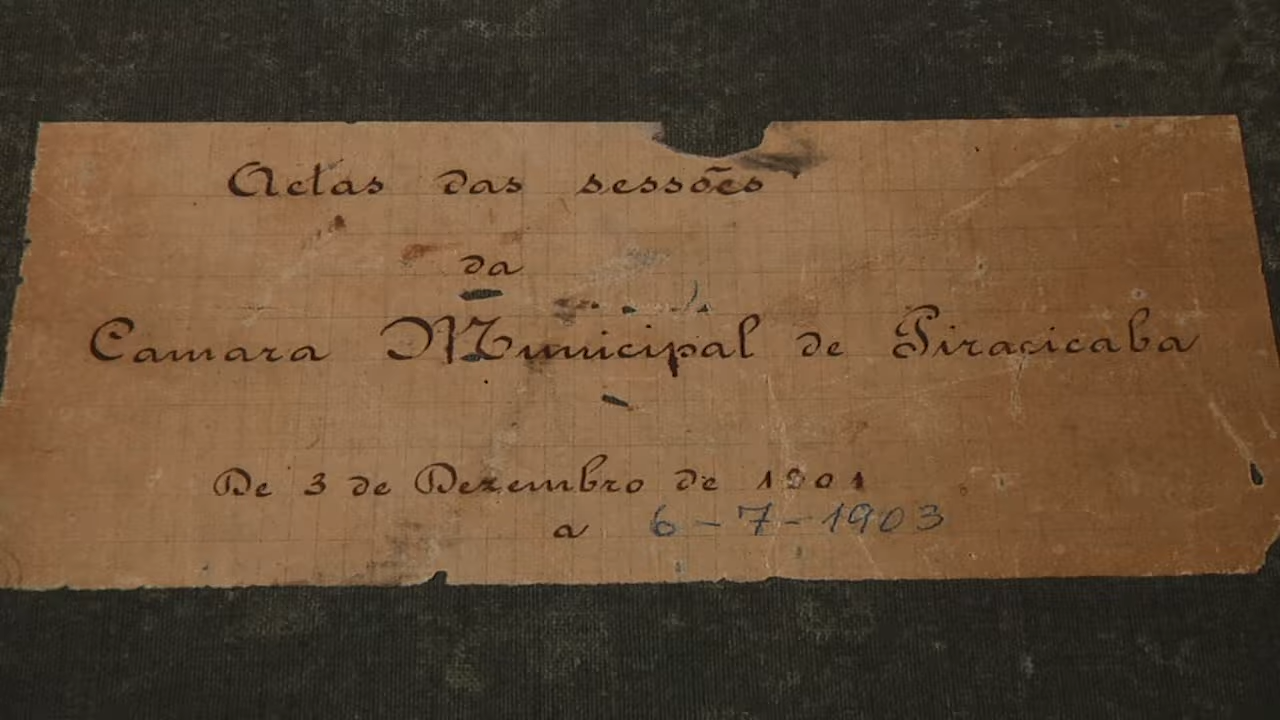 Actas das sessões
da
Camara Municipal de Piracicaba
De 3 de Dezembro de 1901
a 6-7-1903